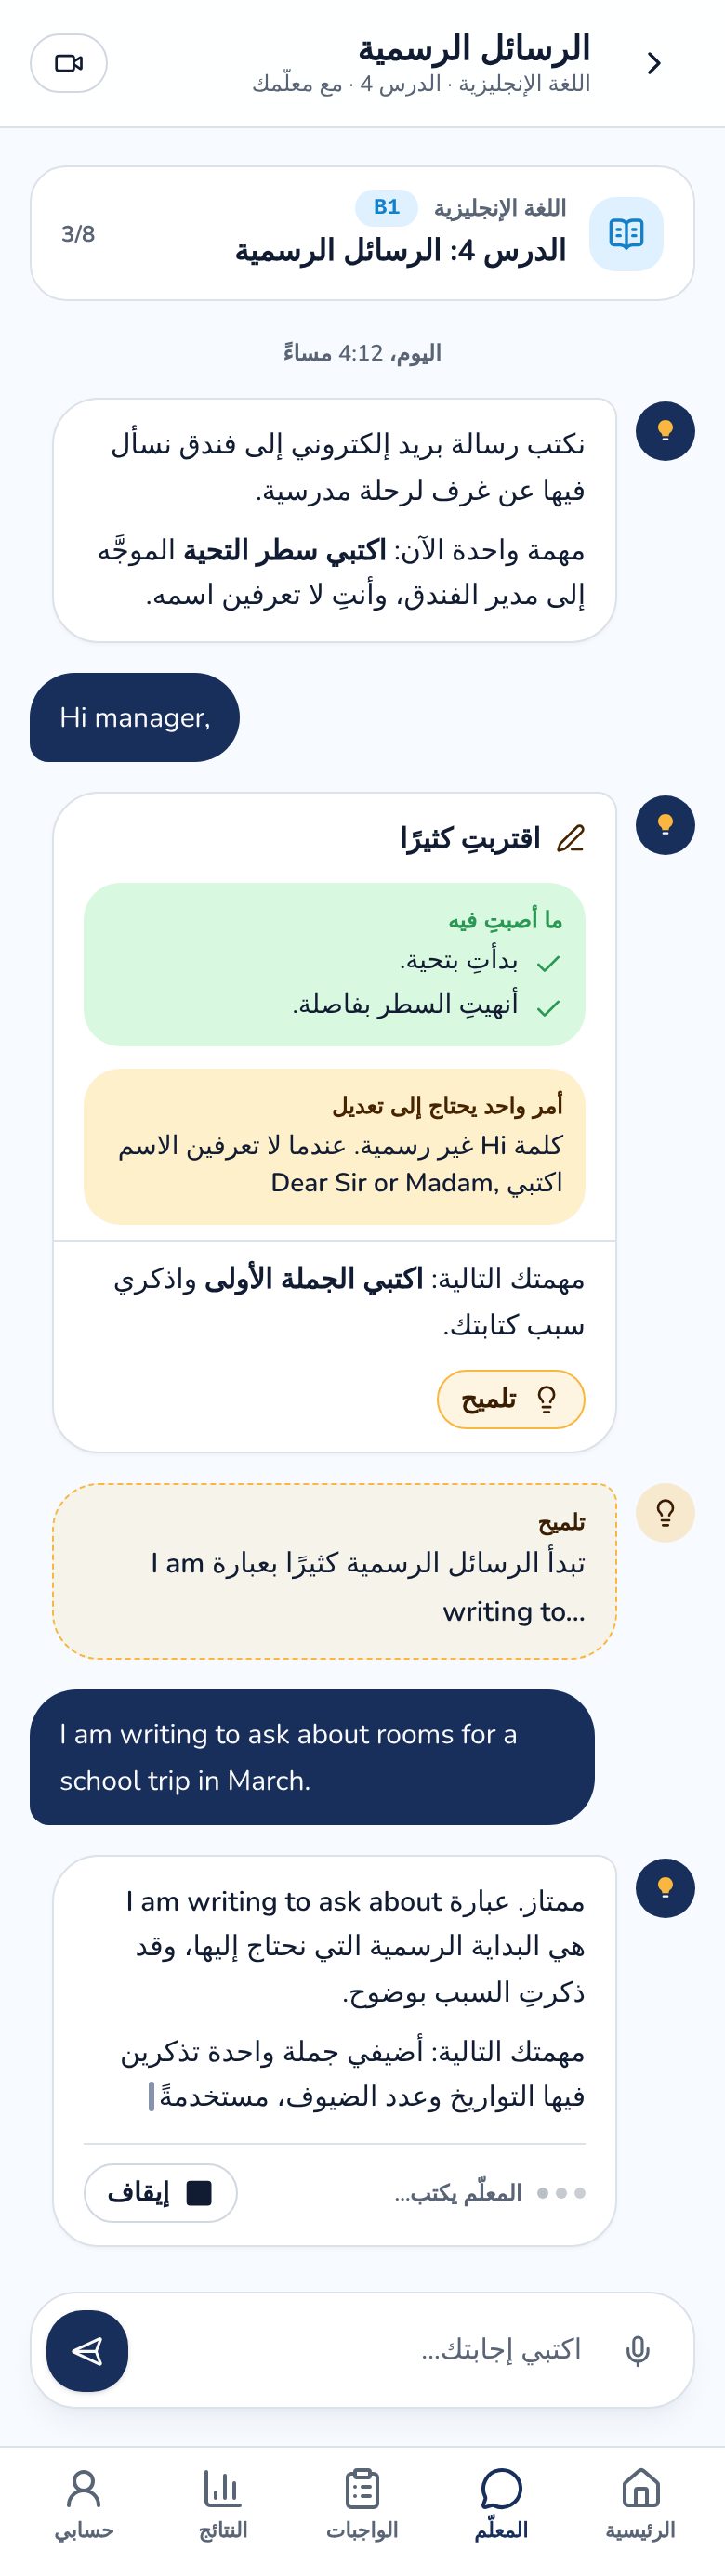 الرسائل الرسمية
اللغة الإنجليزية · الدرس 4 · مع معلّمك
اللغة الإنجليزية B1
الدرس 4: الرسائل الرسمية
3/8
اليوم، 4:12 مساءً
نكتب رسالة بريد إلكتروني إلى فندق نسأل
فيها عن غرف لرحلة مدرسية.
مهمة واحدة الآن: اكتبي سطر التحية الموجَّه
إلى مدير الفندق، وأنتِ لا تعرفين اسمه.
Hi manager,
اقتربتِ كثيرًا
ما أصبتِ فيه
بدأتِ بتحية.
أنهيتِ السطر بفاصلة.
أمر واحد يحتاج إلى تعديل
كلمة Hi غير رسمية. عندما لا تعرفين الاسم
اكتبي Dear Sir or Madam,
مهمتك التالية: اكتبي الجملة الأولى واذكري
سبب كتابتك.
تلميح
تلميح
تبدأ الرسائل الرسمية كثيرًا بعبارة I am
writing to...
I am writing to ask about rooms for a
school trip in March.
ممتاز. عبارة I am writing to ask about
هي البداية الرسمية التي نحتاج إليها، وقد
ذكرتِ السبب بوضوح.
مهمتك التالية: أضيفي جملة واحدة تذكرين
فيها التواريخ وعدد الضيوف، مستخدمةً
المعلّم يكتب...
إيقاف
اكتبي إجابتك...
الرئيسية
المعلّم
الواجبات
النتائج
حسابي